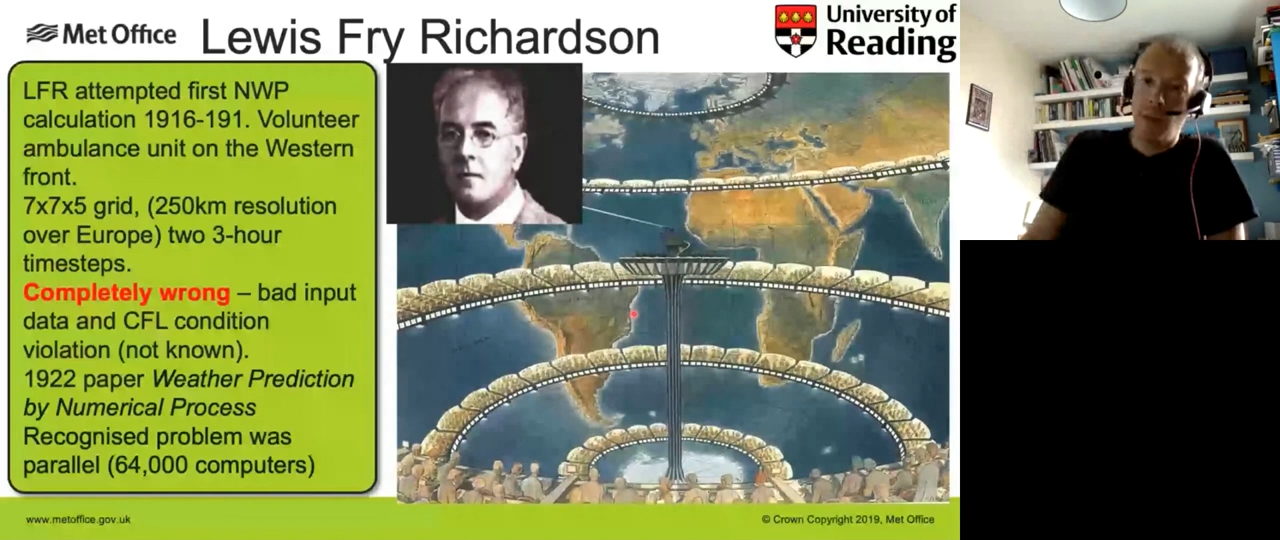 Met Office
Lewis Fry Richardson
University of
Reading
LFR attempted first NWP
calculation 1916-191. Volunteer
ambulance unit on the Western
front.
7x7x5 grid, (250km resolution
over Europe) two 3-hour
timesteps.
Completely wrong – bad input
data and CFL condition
violation (not known).
1922 paper Weather Prediction
by Numerical Process
Recognised problem was
parallel (64,000 computers)
www.metoffice.gov.uk
© Crown Copyright 2019, Met Office